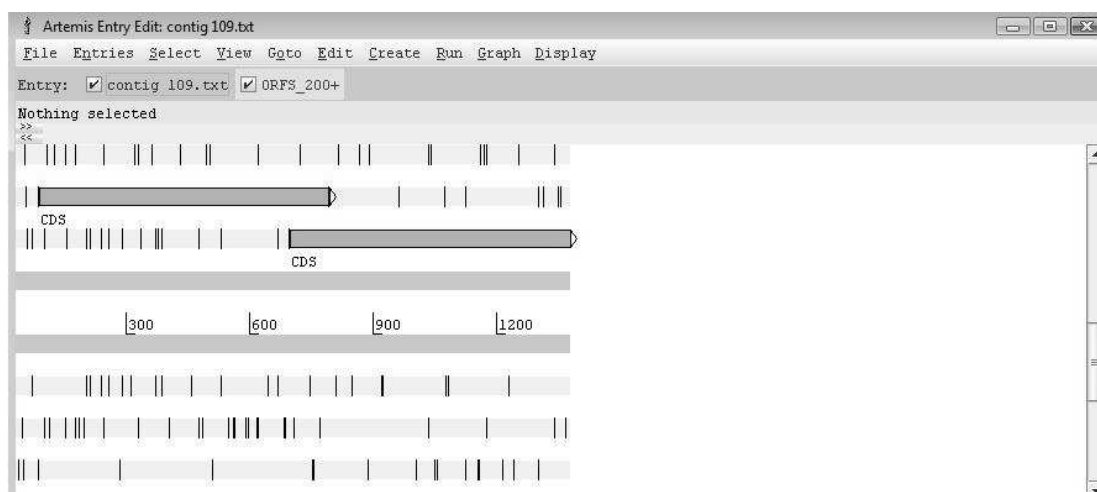 Artemis Entry Edit: contig 109.txt
File Entries Select View Goto Edit Create Run Graph Display
Entry: contig 109.txt ORFS_200+
Nothing selected
>>
<<
CDS
CDS
300 600 900 1200